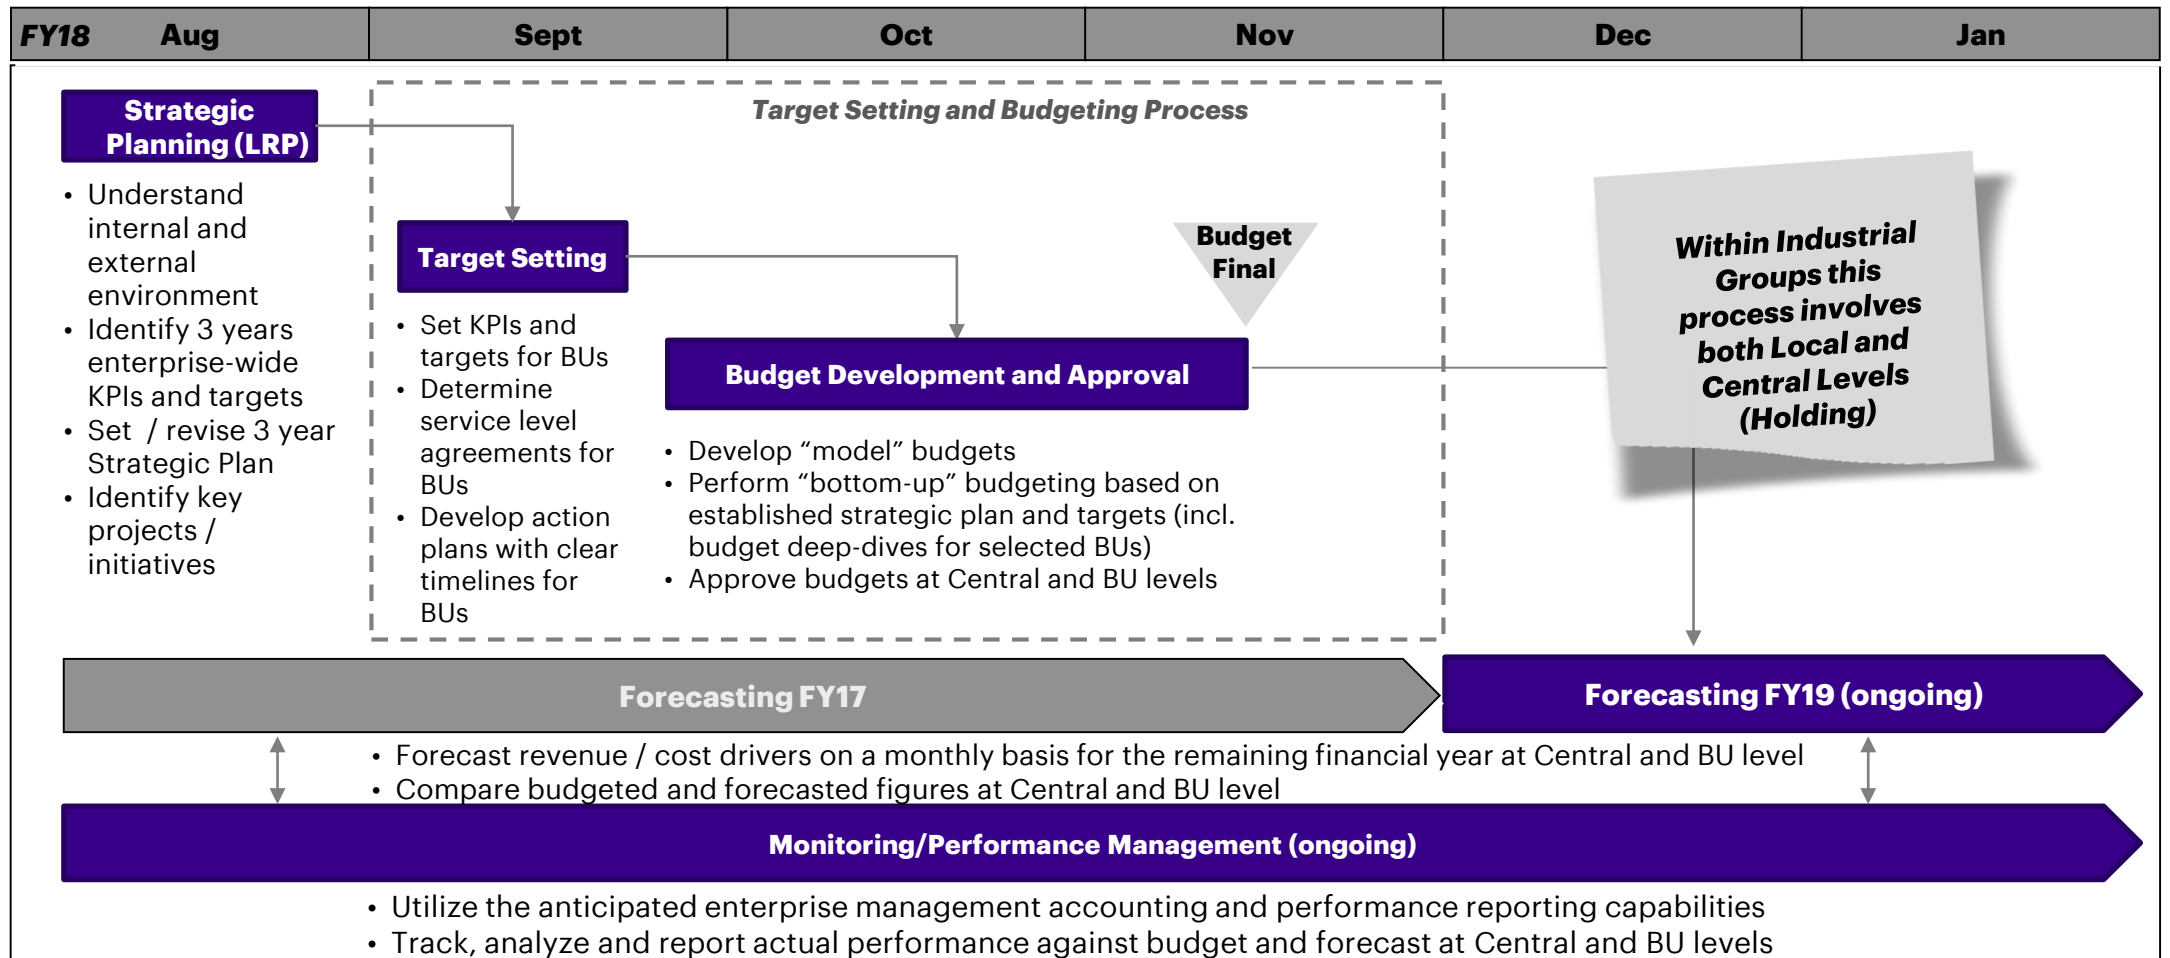 FY18 Aug Sept Oct Nov Dec Jan
Strategic
Planning (LRP)
• Understand
internal and
external
environment
• Identify 3 years
enterprise-wide
KPIs and targets
• Set / revise 3 year
Strategic Plan
• Identify key
projects /
initiatives
Target Setting and Budgeting Process
Target Setting
• Set KPIs and
targets for BUs
• Determine
service level
agreements for
BUs
• Develop action
plans with clear
timelines for
BUs
Budget
Final
Budget Development and Approval
• Develop “model” budgets
• Perform “bottom-up” budgeting based on
established strategic plan and targets (incl.
budget deep-dives for selected BUs)
• Approve budgets at Central and BU levels
Within Industrial
Groups this
process involves
both Local and
Central Levels
(Holding)
Forecasting FY17
Forecasting FY19 (ongoing)
• Forecast revenue / cost drivers on a monthly basis for the remaining financial year at Central and BU level
• Compare budgeted and forecasted figures at Central and BU level
Monitoring/Performance Management (ongoing)
• Utilize the anticipated enterprise management accounting and performance reporting capabilities
• Track, analyze and report actual performance against budget and forecast at Central and BU levels